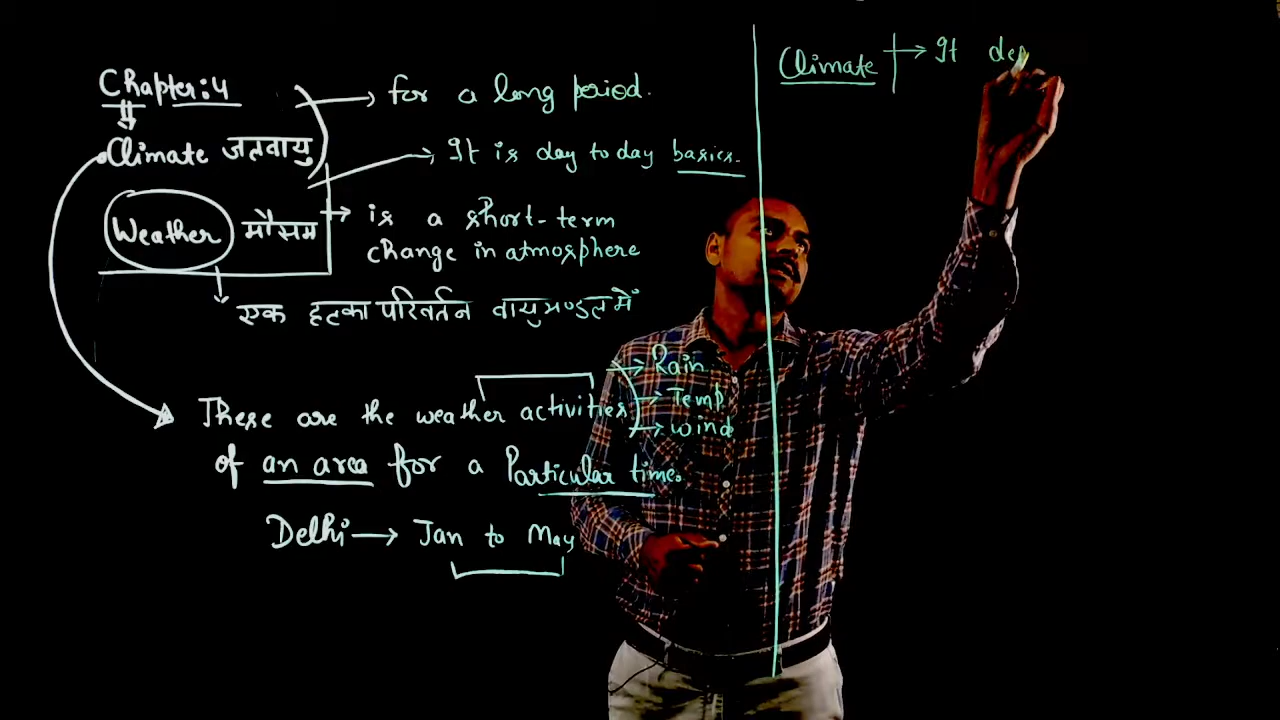 Chapter:4
for a long period.
Climate जलवायु
It is day to day basics.
Weather मौसम
is a short-term
change in atmosphere
एक हलका परिवर्तन वायुमण्डल में
Rain
Temp
wind
These are the weather activities
of an area for a Particular time.
Delhi → Jan to May
Climate → It dep